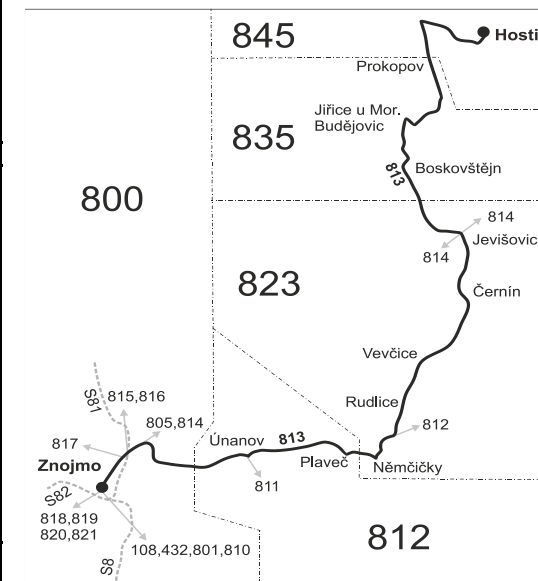 845
Hosti
Prokopov
Jiřice u Mor.
Budějovic
835
813
Boskovštějn
800
814
Jevišovic
814
823
Černín
Vevčice
Rudlice
S81
815,816
805,814
812
817
Únanov
813
Plaveč
Němčičky
Znojmo
811
S82
818,819
820,821
108,432,801,810
812
S8